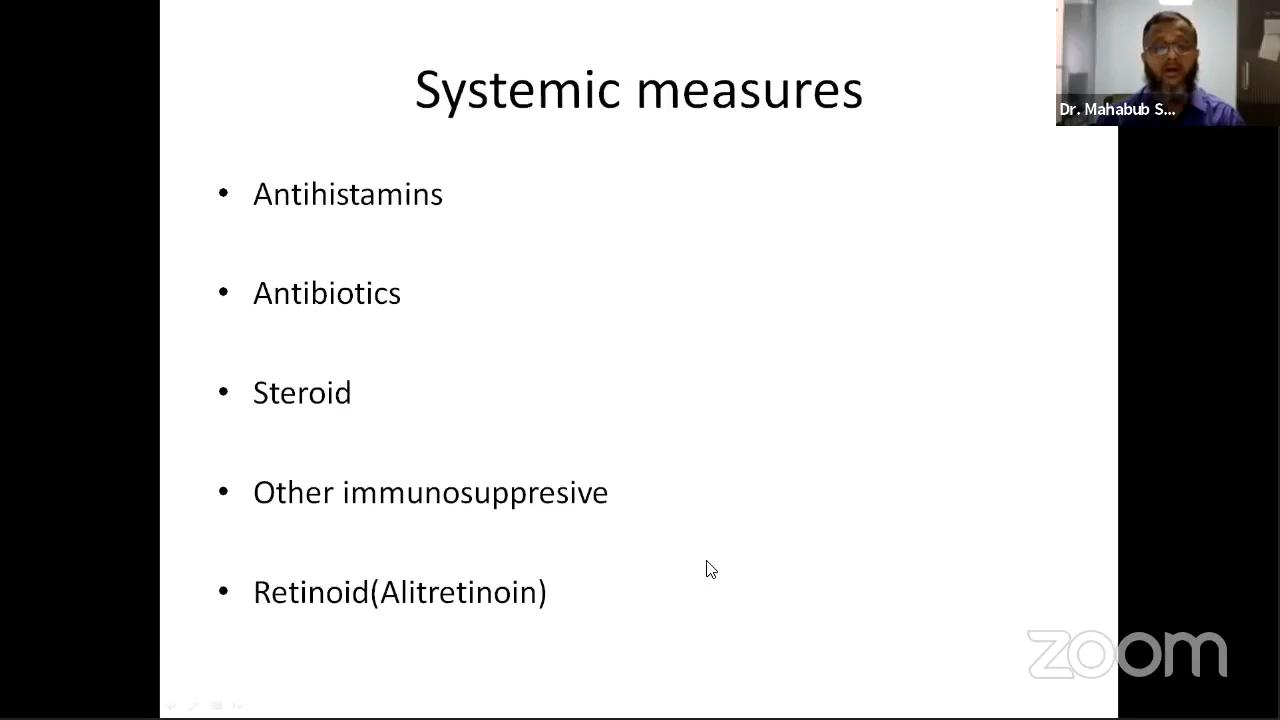 Systemic measures
Dr. Mahabub S...
• Antihistamins
• Antibiotics
• Steroid
• Other immunosuppresive
• Retinoid(Alitretinoin)
zoom